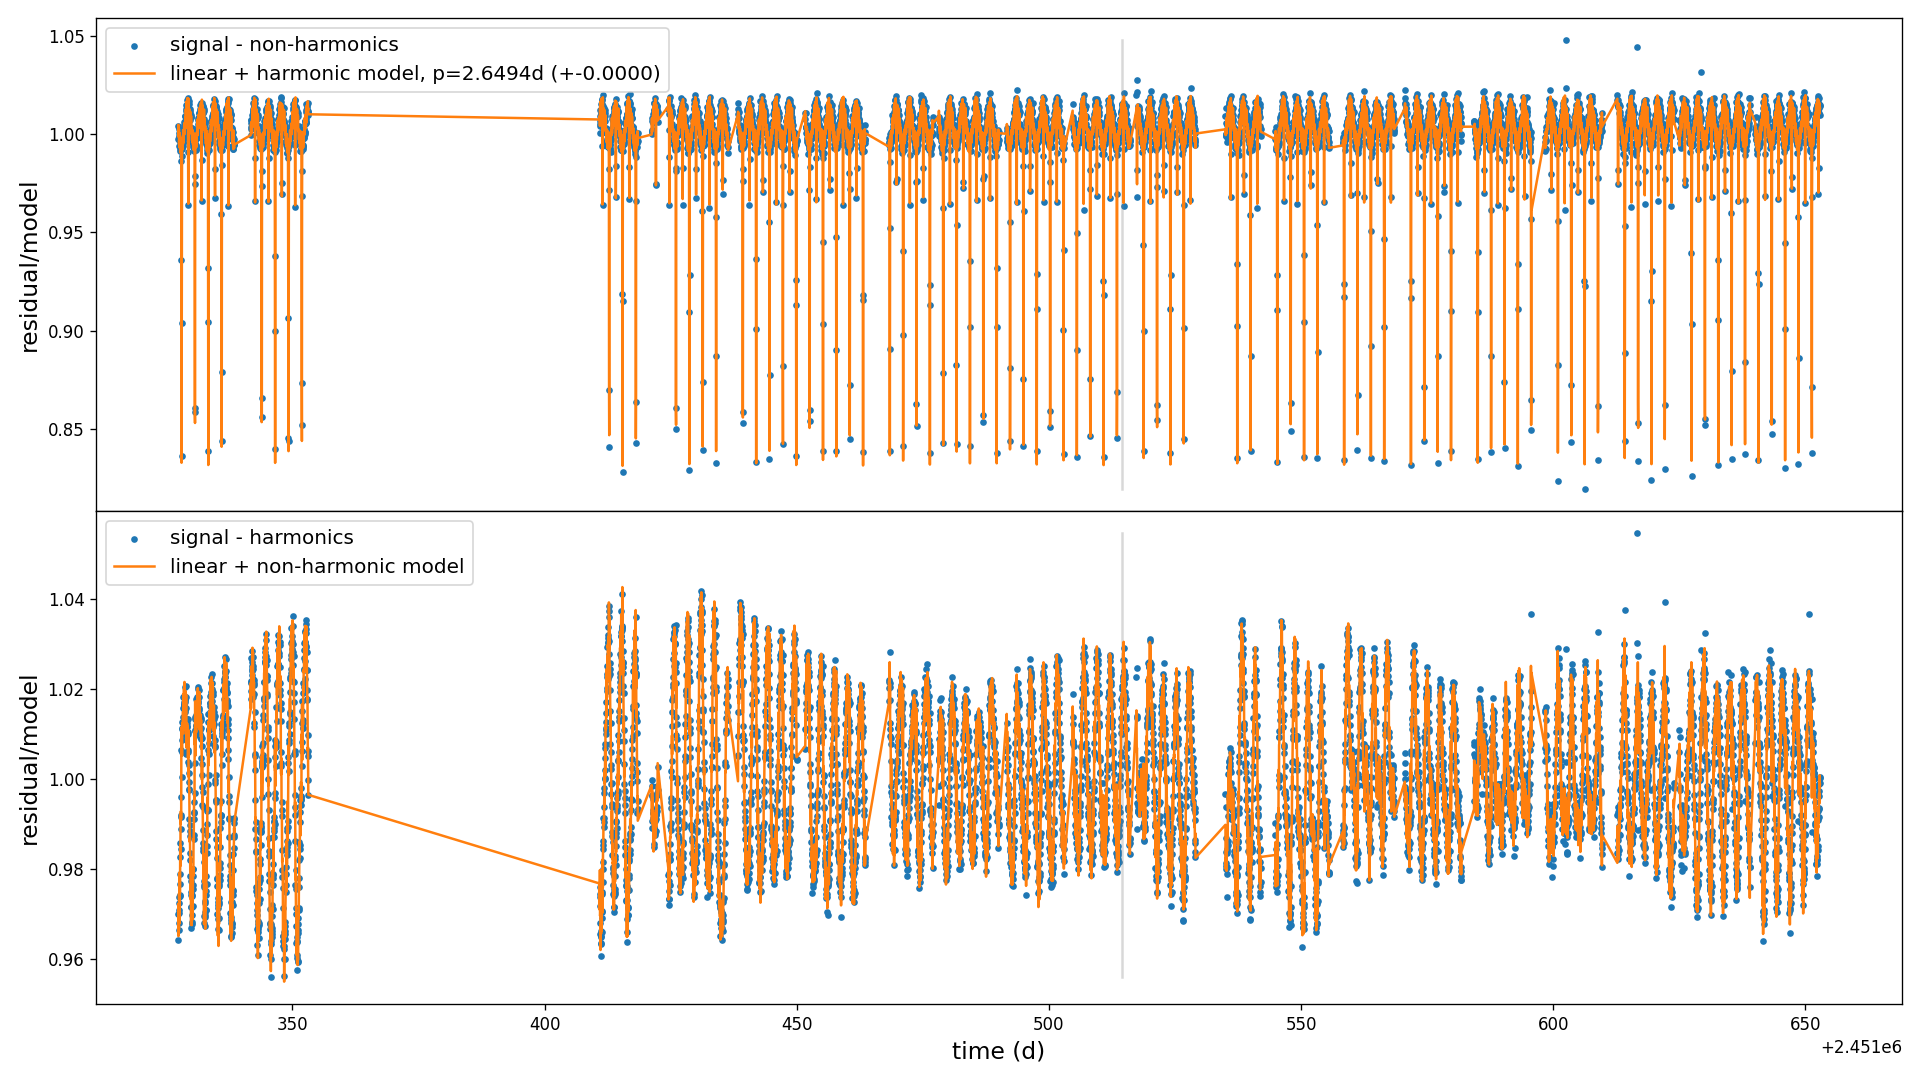 signal - non-harmonics
linear + harmonic model, p=2.6494d (+-0.0000)
1.05
1.00
0.95
0.90
0.85
residual/model
signal - harmonics
linear + non-harmonic model
1.04
1.02
1.00
0.98
0.96
residual/model
350 400 450 500 550 600 650
+2.451e6
time (d)